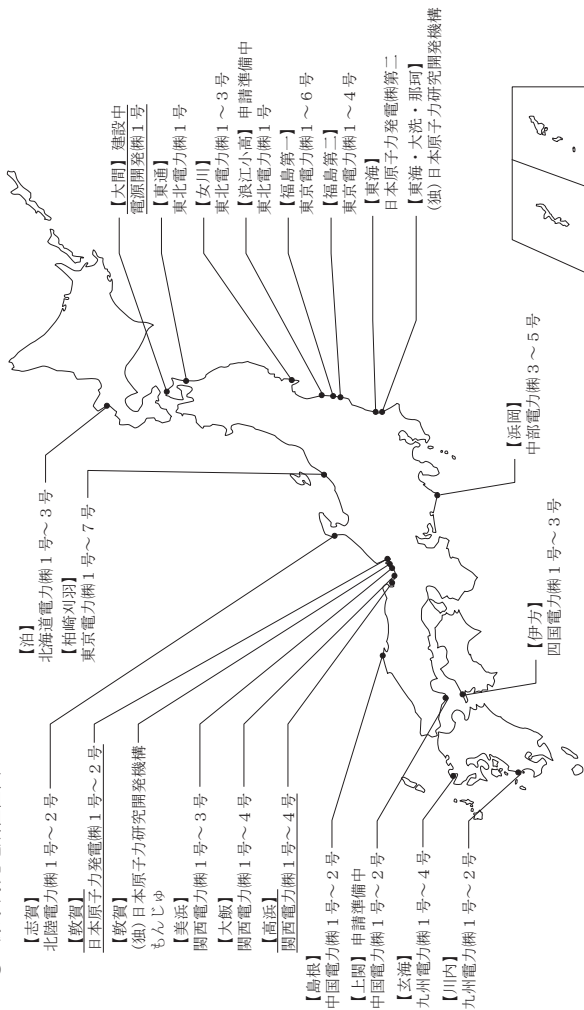 【志賀】
北陸電力㈱１号～２号
【敦賀】
日本原子力発電㈱１号～２号
【敦賀】
(独)日本原子力研究開発機構
もんじゅ
【美浜】
関西電力㈱１号～３号
【大飯】
関西電力㈱１号～４号
【高浜】
関西電力㈱１号～４号
【島根】
中国電力㈱１号～２号
【上関】申請準備中
中国電力㈱１号～２号
【玄海】
九州電力㈱１号～４号
【川内】
九州電力㈱１号～２号
【泊】
北海道電力㈱１号～３号
【柏崎刈羽】
東京電力㈱１号～７号
【伊方】
四国電力㈱１号～３号
【浜岡】
中部電力㈱３～５号
【大間】建設中
電源開発㈱１号
【東通】
東北電力㈱１号
【女川】
東北電力㈱１～３号
【浪江小高】申請準備中
東北電力㈱１号
【福島第一】
東京電力㈱１～６号
【福島第二】
東京電力㈱１～４号
【東海】
日本原子力発電㈱第二
【東海・大洗・那珂】
(独)日本原子力研究開発機構